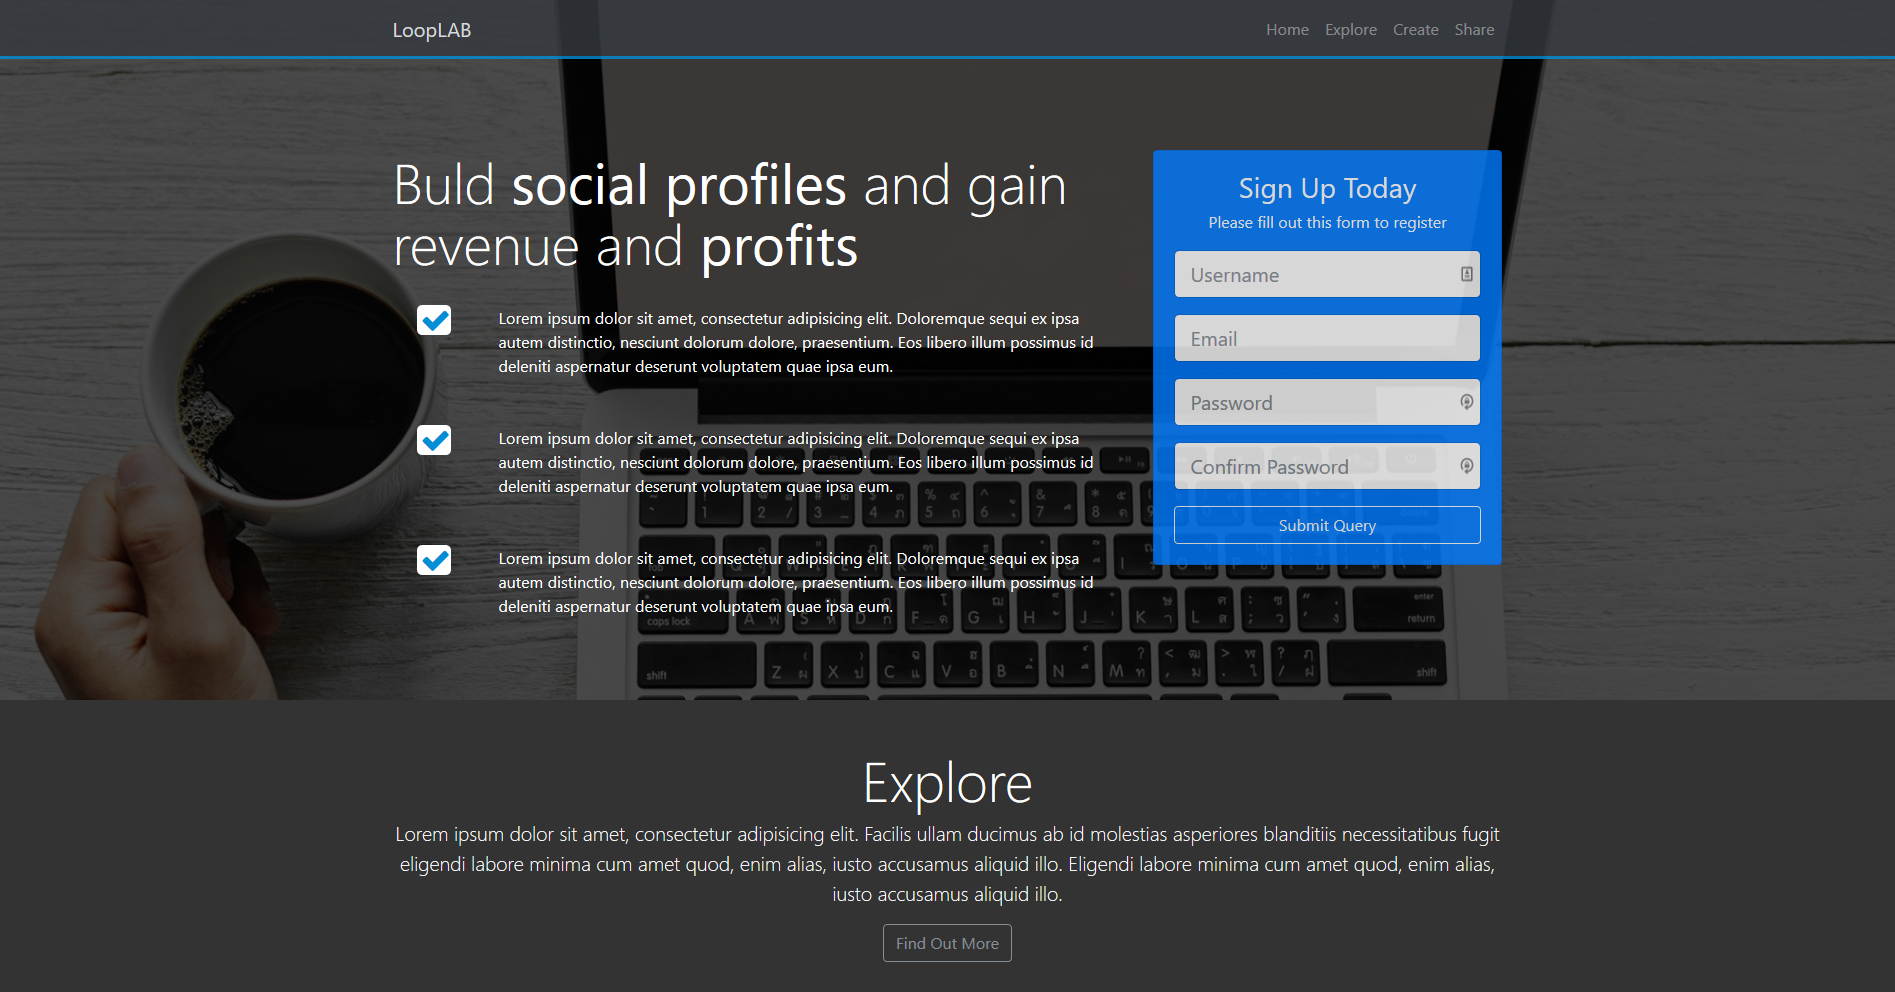 LoopLAB
Home Explore Create Share
Buld social profiles and gain
revenue and profits
Lorem ipsum dolor sit amet, consectetur adipisicing elit. Doloremque sequi ex ipsa
autem distinctio, nesciunt dolorum dolore, praesentium. Eos libero illum possimus id
deleniti aspernatur deserunt voluptatem quae ipsa eum.
Lorem ipsum dolor sit amet, consectetur adipisicing elit. Doloremque sequi ex ipsa
autem distinctio, nesciunt dolorum dolore, praesentium. Eos libero illum possimus id
deleniti aspernatur deserunt voluptatem quae ipsa eum.
Lorem ipsum dolor sit amet, consectetur adipisicing elit. Doloremque sequi ex ipsa
autem distinctio, nesciunt dolorum dolore, praesentium. Eos libero illum possimus id
deleniti aspernatur deserunt voluptatem quae ipsa eum.
Sign Up Today
Please fill out this form to register
Username
Email
Password
Confirm Password
Submit Query
caps lock A S D F G H J K L enter return
shift Z X C V B N M shift
Explore
Lorem ipsum dolor sit amet, consectetur adipisicing elit. Facilis ullam ducimus ab id molestias asperiores blanditiis necessitatibus fugit
eligendi labore minima cum amet quod, enim alias, iusto accusamus aliquid illo. Eligendi labore minima cum amet quod, enim alias,
iusto accusamus aliquid illo.
Find Out More